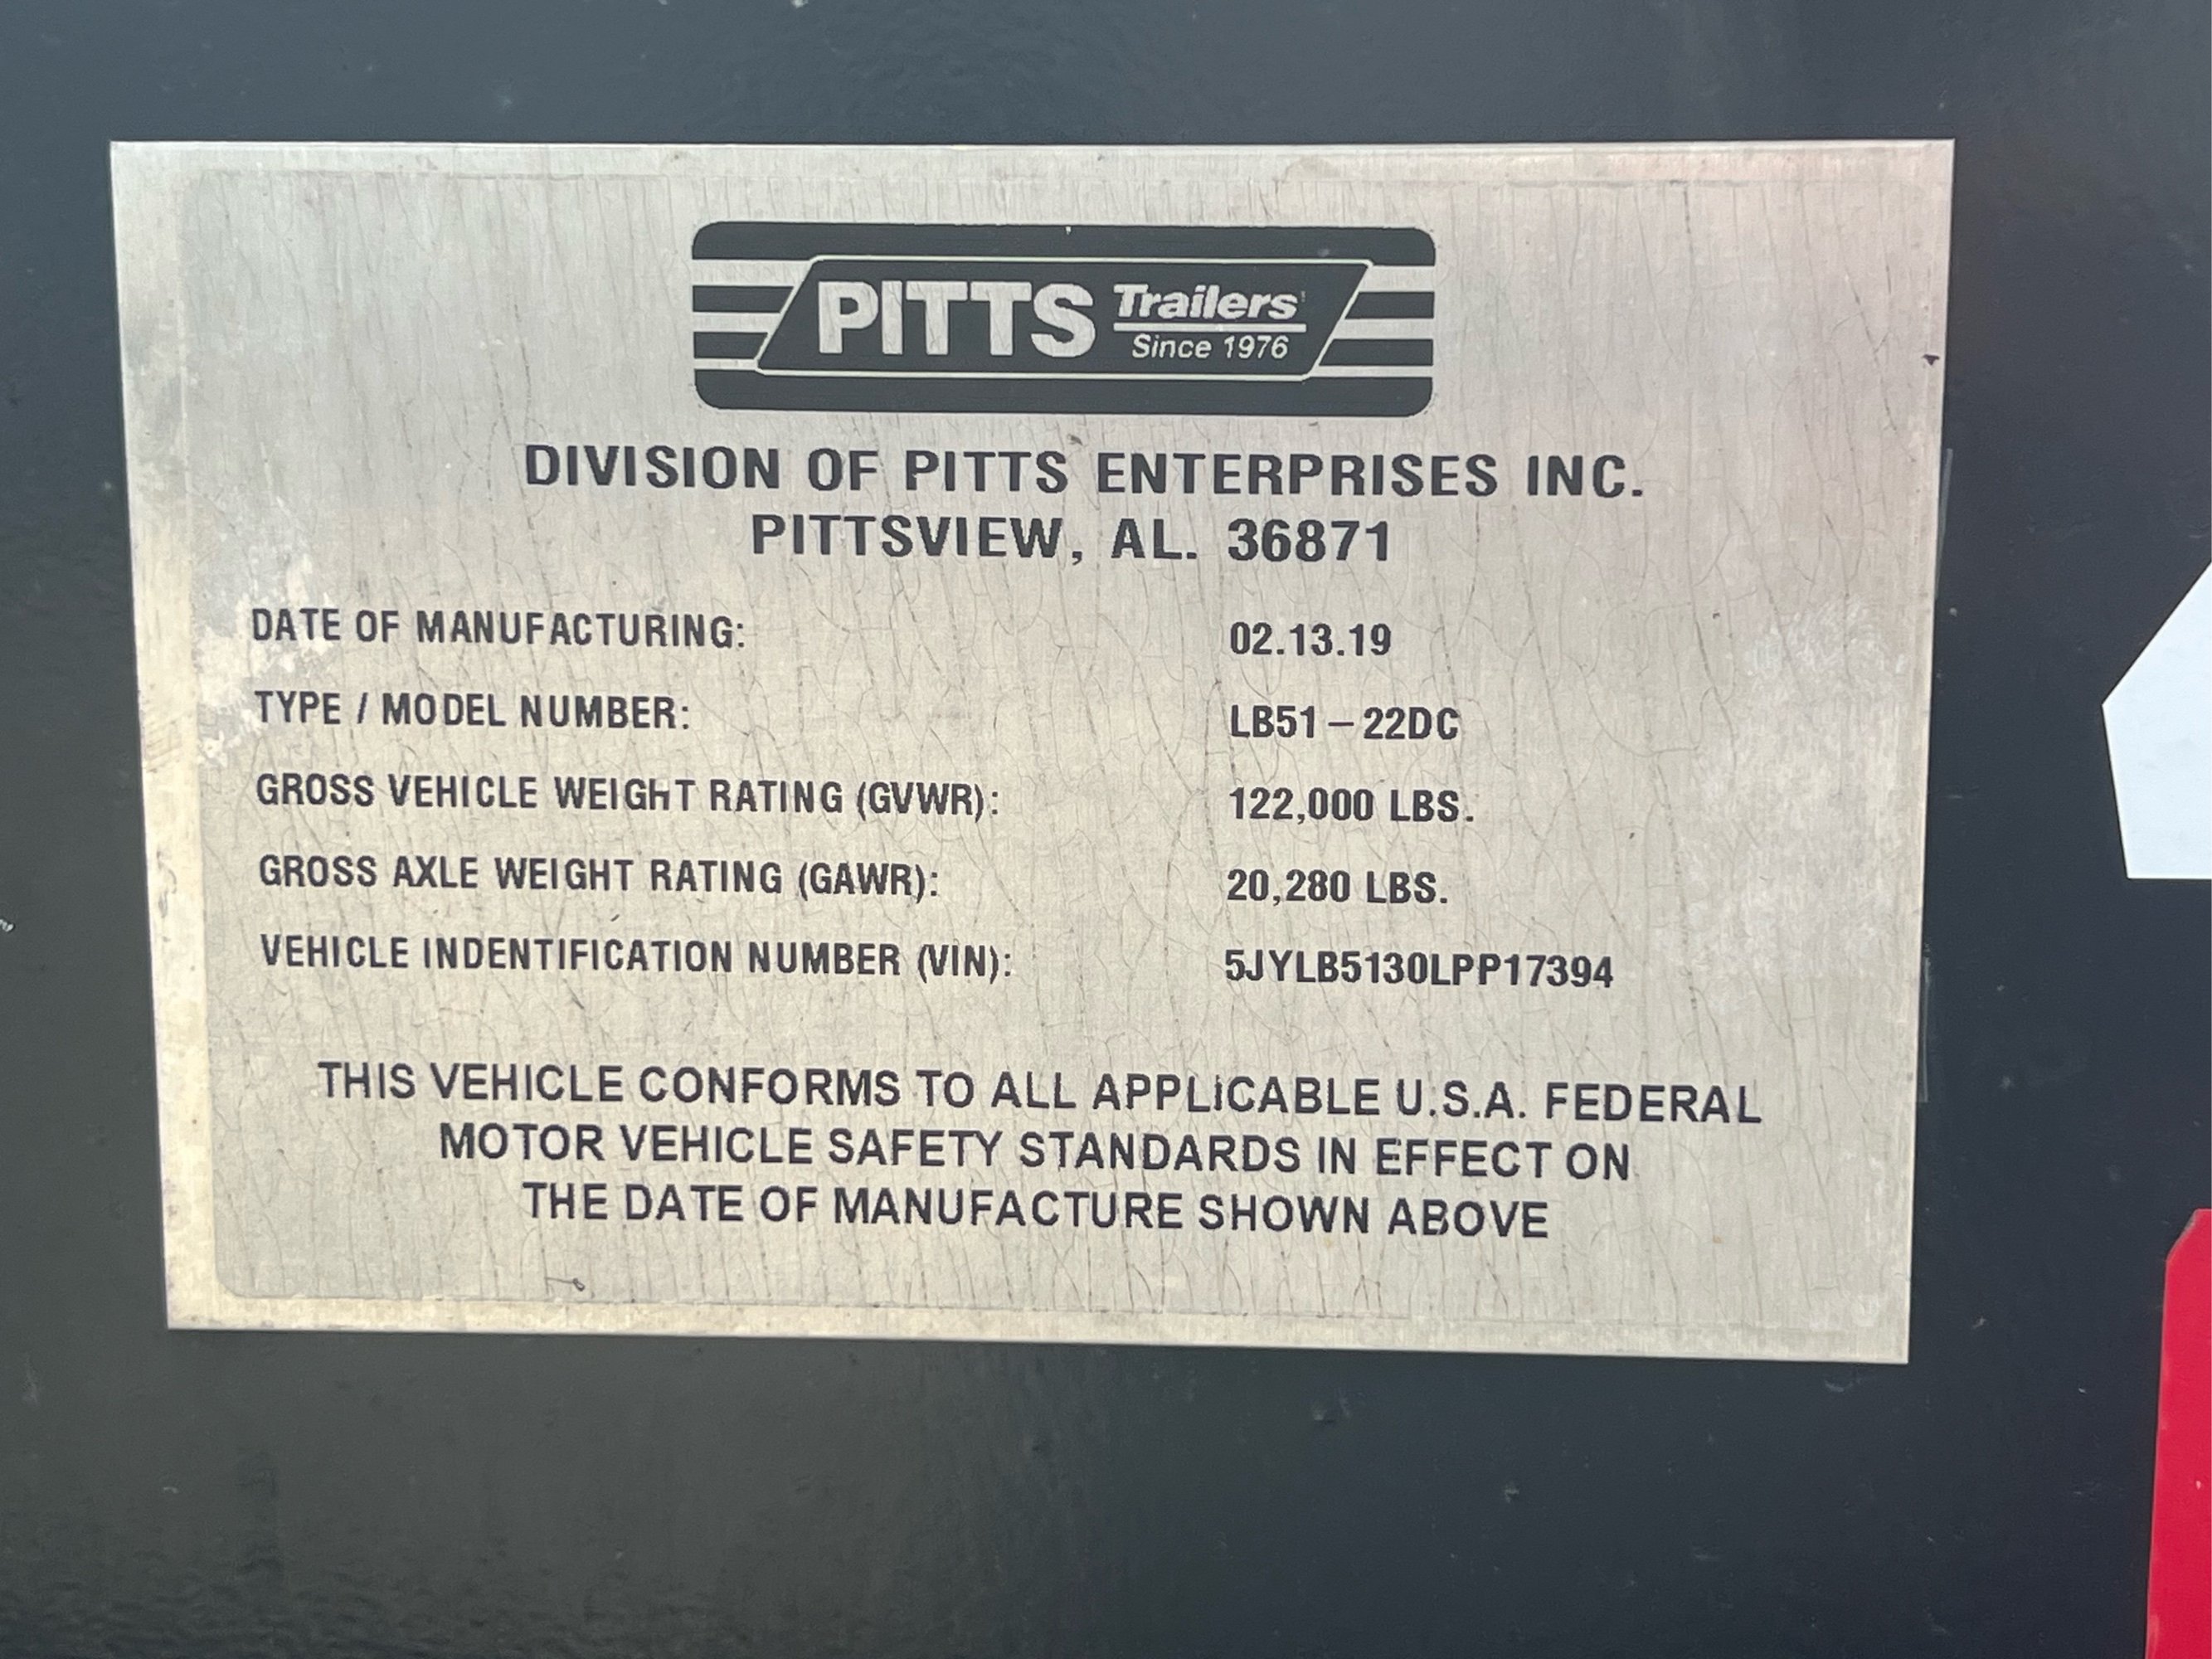 PITTS Trailers
Since 1976
DIVISION OF PITTS ENTERPRISES INC.
PITTSVIEW, AL. 36871
DATE OF MANUFACTURING: 02.13.19
TYPE / MODEL NUMBER: LB51-22DC
GROSS VEHICLE WEIGHT RATING (GVWR): 122,000 LBS.
GROSS AXLE WEIGHT RATING (GAWR): 20,280 LBS.
VEHICLE INDENTIFICATION NUMBER (VIN): 5JYLB5130LPP17394
THIS VEHICLE CONFORMS TO ALL APPLICABLE U.S.A. FEDERAL
MOTOR VEHICLE SAFETY STANDARDS IN EFFECT ON
THE DATE OF MANUFACTURE SHOWN ABOVE